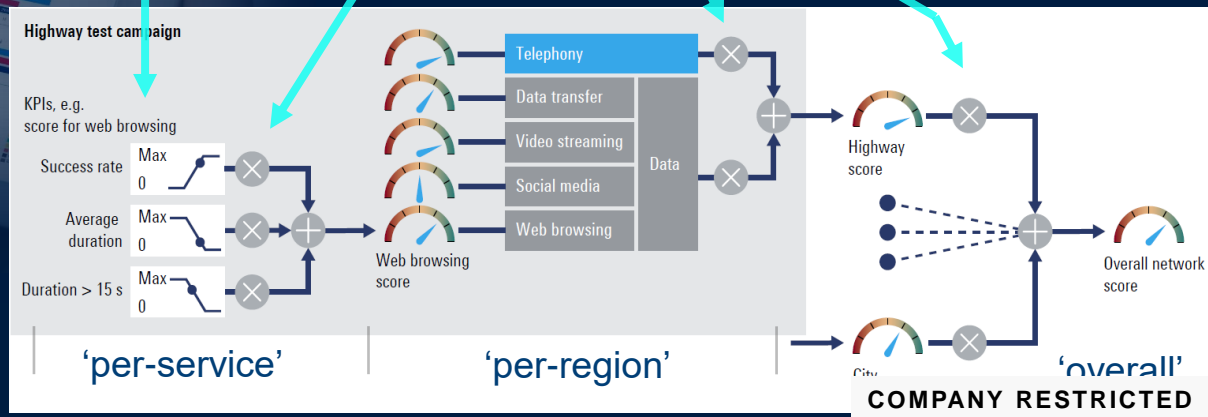 Highway test campaign
KPIs, e.g.
score for web browsing
Success rate
Max
0
Average
duration
Max
0
Duration > 15 s
Max
0
Web browsing
score
Telephony
Data transfer
Video streaming
Social media
Web browsing
Data
Highway
score
Overall network
score
City
‘per-service’
‘per-region’
‘overall’
COMPANY RESTRICTED